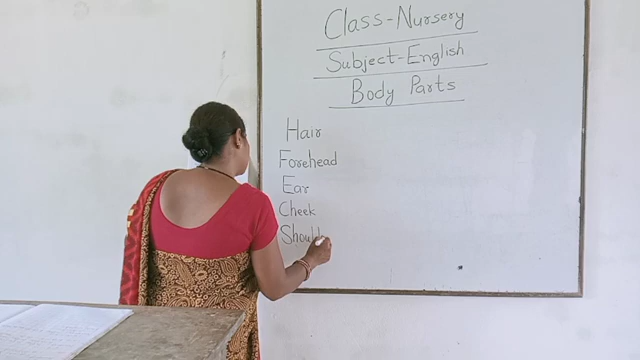 Class-Nursery
Subject-English
Body Parts
Hair
Forehead
Ear
Cheek
Should